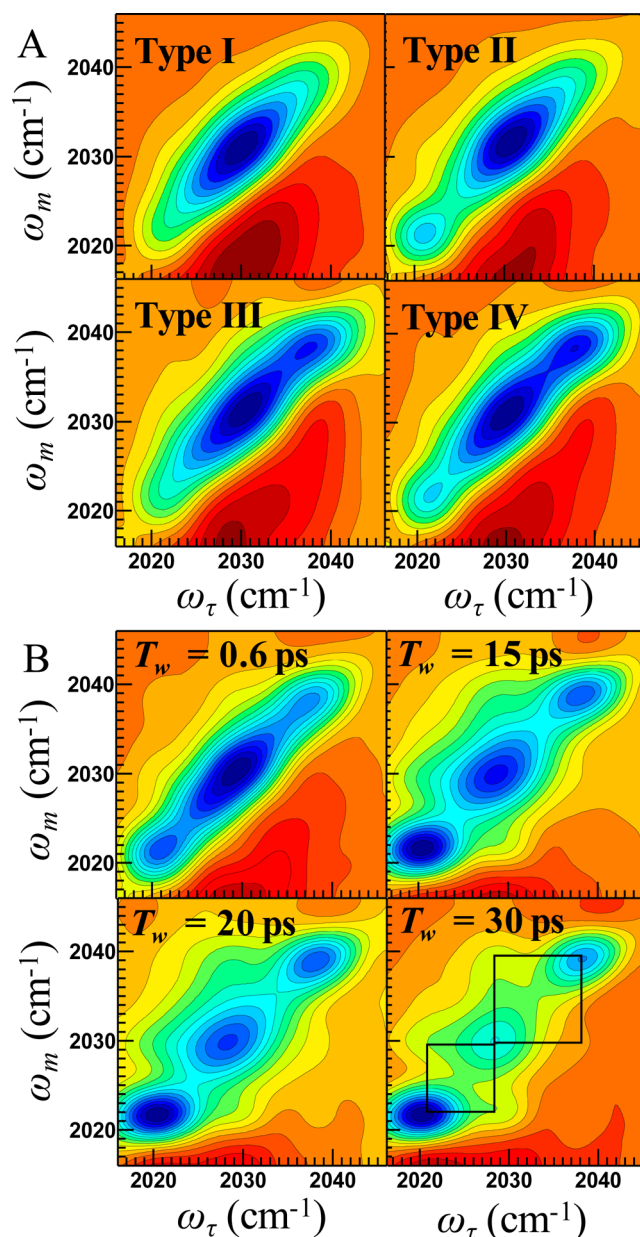 A
Type I
Type II
2040
2030
2020
ω_m (cm⁻¹)
Type III
Type IV
2040
2030
2020
ω_m (cm⁻¹)
2020 2030 2040
2020 2030 2040
ω_τ (cm⁻¹)
ω_τ (cm⁻¹)
B
T_w = 0.6 ps
T_w = 15 ps
2040
2030
2020
ω_m (cm⁻¹)
T_w = 20 ps
T_w = 30 ps
2040
2030
2020
ω_m (cm⁻¹)
2020 2030 2040
2020 2030 2040
ω_τ (cm⁻¹)
ω_τ (cm⁻¹)